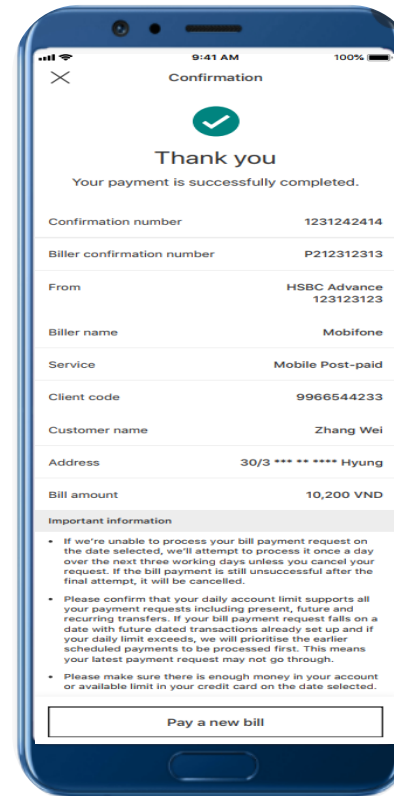 9:41 AM 100%
Confirmation
Thank you
Your payment is successfully completed.
Confirmation number 1231242414
Biller confirmation number P212312313
From HSBC Advance
123123123
Biller name Mobifone
Service Mobile Post-paid
Client code 9966544233
Customer name Zhang Wei
Address 30/3 *** ** **** Hyung
Bill amount 10,200 VND
Important information
• If we're unable to process your bill payment request on
the date selected, we'll attempt to process it once a day
over the next three working days unless you cancel your
request. If the bill payment is still unsuccessful after the
final attempt, it will be cancelled.
• Please confirm that your daily account limit supports all
your payment requests including present, future and
recurring transfers. If your bill payment request falls on a
date with future dated transactions already set up and if
your daily limit exceeds, we will prioritise the earlier
scheduled payments to be processed first. This means
your latest payment request may not go through.
• Please make sure there is enough money in your account
or available limit in your credit card on the date selected.
Pay a new bill